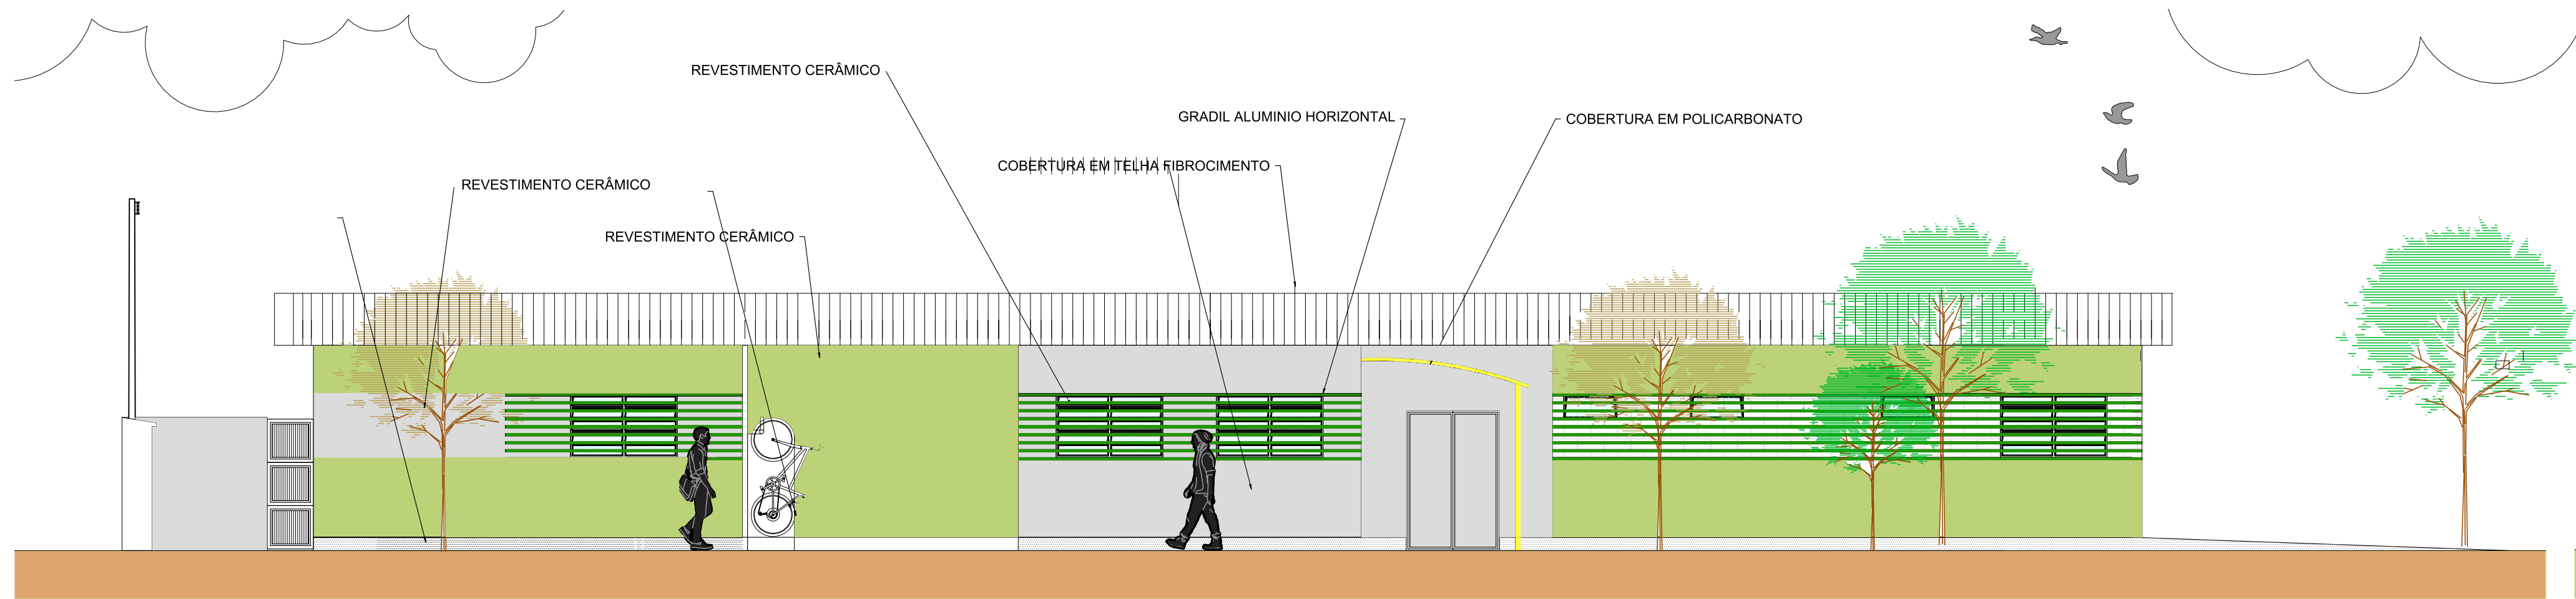 REVESTIMENTO CERÂMICO
GRADIL ALUMINIO HORIZONTAL
COBERTURA EM POLICARBONATO
COBERTURA EM TELHA FIBROCIMENTO
REVESTIMENTO CERÂMICO
REVESTIMENTO CERÂMICO